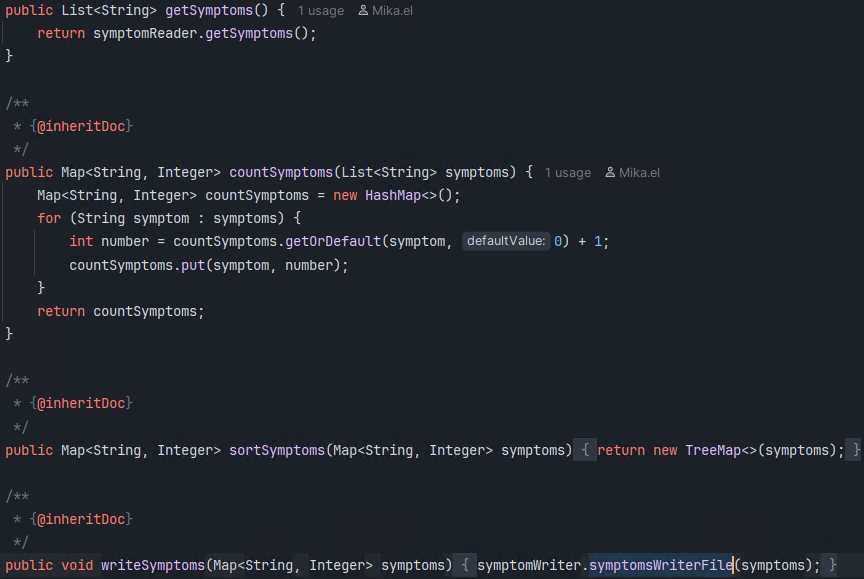 public List<String> getSymptoms() { 1 usage Mika.el
return symptomReader.getSymptoms();
}
/**
* {@inheritDoc}
*/
public Map<String, Integer> countSymptoms(List<String> symptoms) { 1 usage Mika.el
Map<String, Integer> countSymptoms = new HashMap<>();
for (String symptom : symptoms) {
int number = countSymptoms.getOrDefault(symptom, defaultValue: 0) + 1;
countSymptoms.put(symptom, number);
}
return countSymptoms;
}
/**
* {@inheritDoc}
*/
public Map<String, Integer> sortSymptoms(Map<String, Integer> symptoms) { return new TreeMap<>(symptoms); }
/**
* {@inheritDoc}
*/
public void writeSymptoms(Map<String, Integer> symptoms) { symptomWriter.symptomsWriterFile(symptoms); }